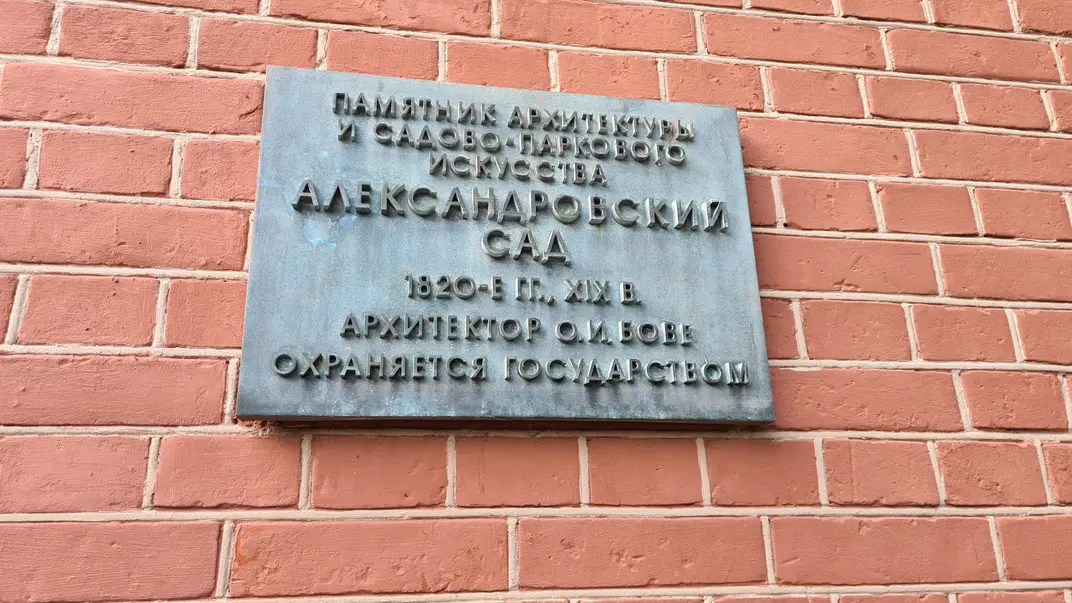 ПАМЯТНИК АРХИТЕКТУРЫ
И САДОВО-ПАРКОВОГО
ИСКУССТВА
АЛЕКСАНДРОВСКИЙ
САД
1820-Е ГГ., XIX В.
АРХИТЕКТОР О.И. БОВЕ
ОХРАНЯЕТСЯ ГОСУДАРСТВОМ